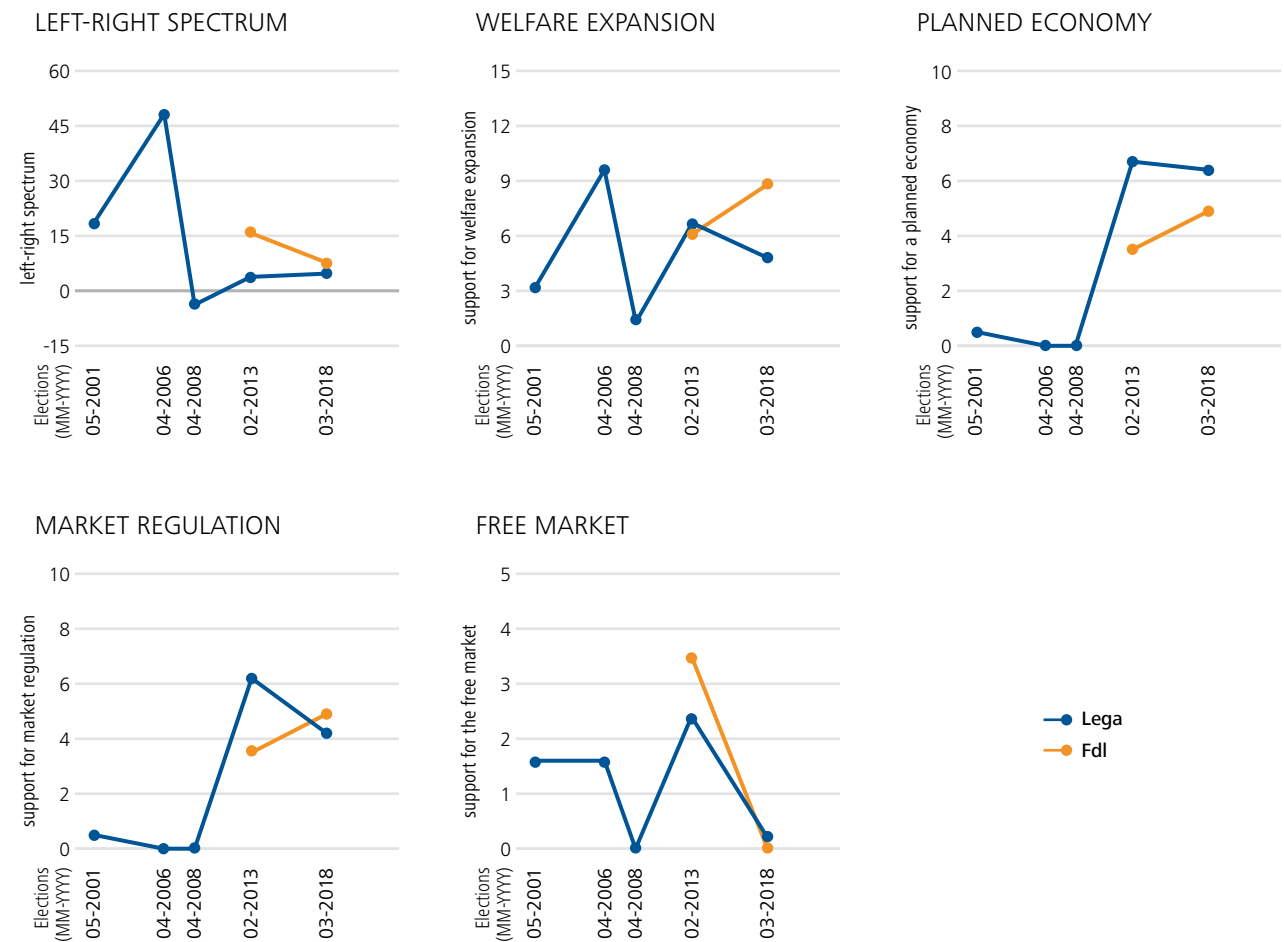 LEFT-RIGHT SPECTRUM
60
45
30
15
0
-15
left-right spectrum
Elections
(MM-YYYY)
05-2001
04-2006
04-2008
02-2013
03-2018
WELFARE EXPANSION
15
12
9
6
3
0
support for welfare expansion
Elections
(MM-YYYY)
05-2001
04-2006
04-2008
02-2013
03-2018
PLANNED ECONOMY
10
8
6
4
2
0
support for a planned economy
Elections
(MM-YYYY)
05-2001
04-2006
04-2008
02-2013
03-2018
MARKET REGULATION
10
8
6
4
2
0
support for market regulation
Elections
(MM-YYYY)
05-2001
04-2006
04-2008
02-2013
03-2018
FREE MARKET
5
4
3
2
1
0
support for the free market
Elections
(MM-YYYY)
05-2001
04-2006
04-2008
02-2013
03-2018
Lega
FdI